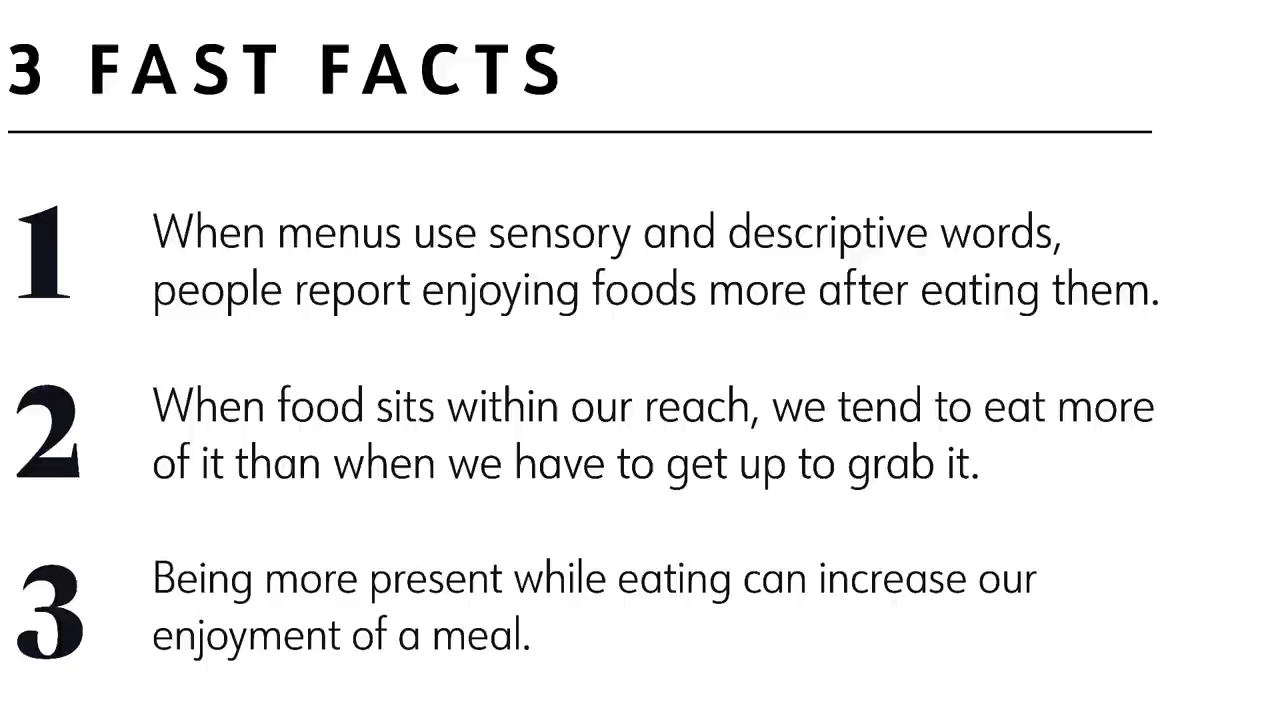 3 FAST FACTS
1
When menus use sensory and descriptive words,
people report enjoying foods more after eating them.
2
When food sits within our reach, we tend to eat more
of it than when we have to get up to grab it.
3
Being more present while eating can increase our
enjoyment of a meal.